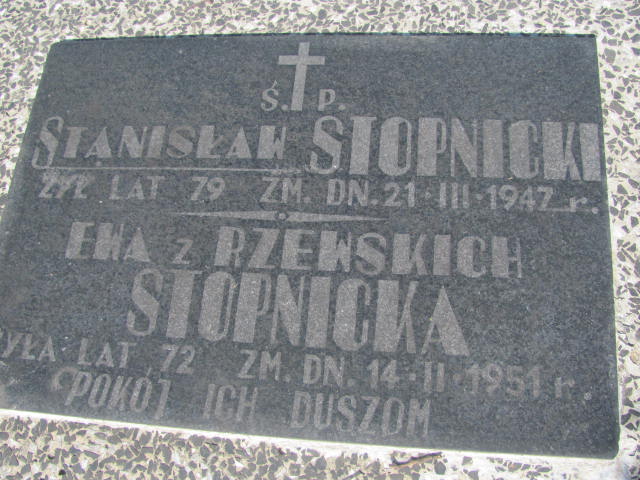 Ś. P.
STANISŁAW STOPNICKI
ŻYŁ LAT 79 ZM. DN. 21·III·1947 r.
EWA z RZEWSKICH
STOPNICKA
ŻYŁA LAT 72 ZM. DN. 14·II·1951 r.
POKÓJ ICH DUSZOM